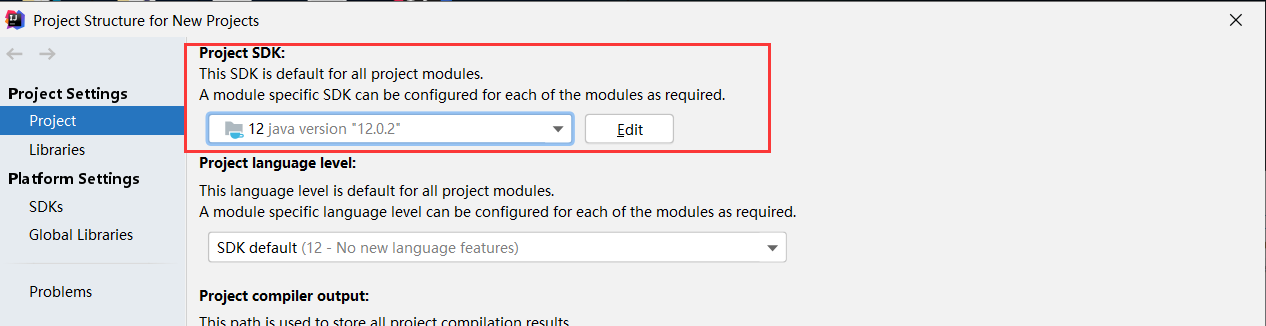 Project Structure for New Projects
Project Settings
Project
Libraries
Platform Settings
SDKs
Global Libraries
Problems
Project SDK:
This SDK is default for all project modules.
A module specific SDK can be configured for each of the modules as required.
12 java version "12.0.2"
Edit
Project language level:
This language level is default for all project modules.
A module specific language level can be configured for each of the modules as required.
SDK default (12 - No new language features)
Project compiler output:
This path is used to store all project compilation results.